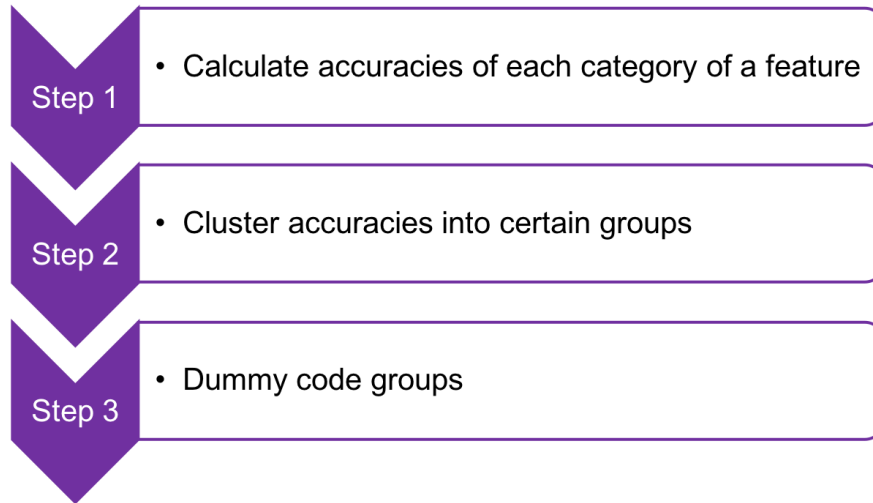 Step 1
• Calculate accuracies of each category of a feature
Step 2
• Cluster accuracies into certain groups
Step 3
• Dummy code groups